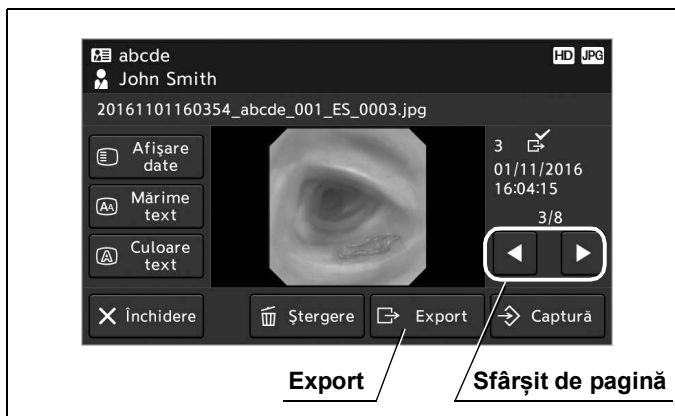 abcde
HD JPG
John Smith
20161101160354_abcde_001_ES_0003.jpg
Afișare
date
Aᴀ Mărime
text
A Culoare
text
3
01/11/2016
16:04:15
3/8
Închidere
Ștergere
Export
Captură
Export
Sfârșit de pagină